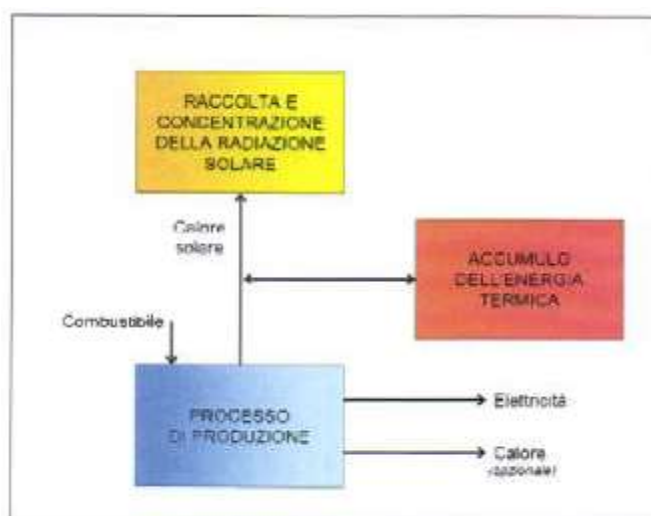 RACCOLTA E
CONCENTRAZIONE
DELLA RADIAZIONE
SOLARE
Calore
solare
ACCUMULO
DELL'ENERGIA
TERMICA
Combustibile
PROCESSO
DI PRODUZIONE
Elettricità
Calore
(opzionale)